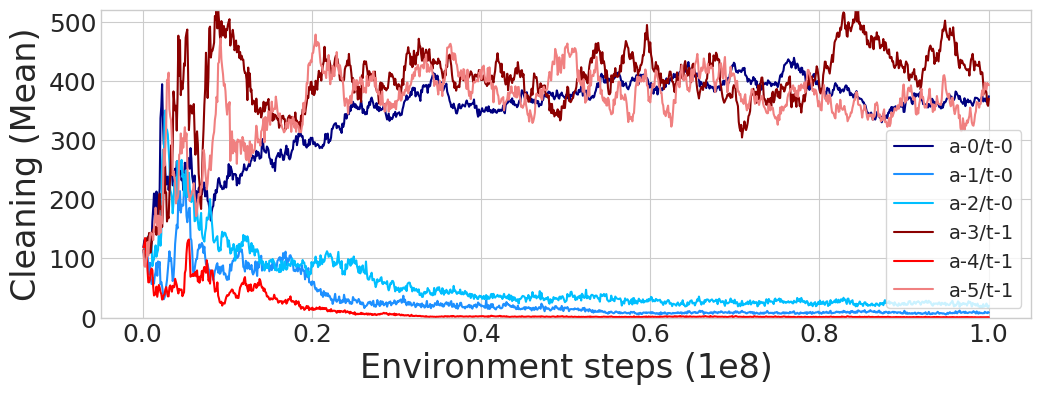 Cleaning (Mean)
500
400
300
200
100
0
0.0 0.2 0.4 0.6 0.8 1.0
Environment steps (1e8)
a-0/t-0
a-1/t-0
a-2/t-0
a-3/t-1
a-4/t-1
a-5/t-1